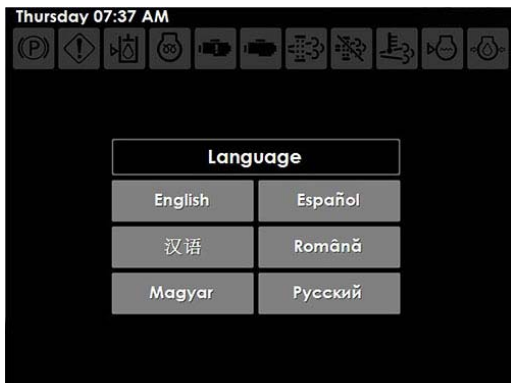 Thursday 07:37 AM
Language
English Español
汉语 Română
Magyar Русский